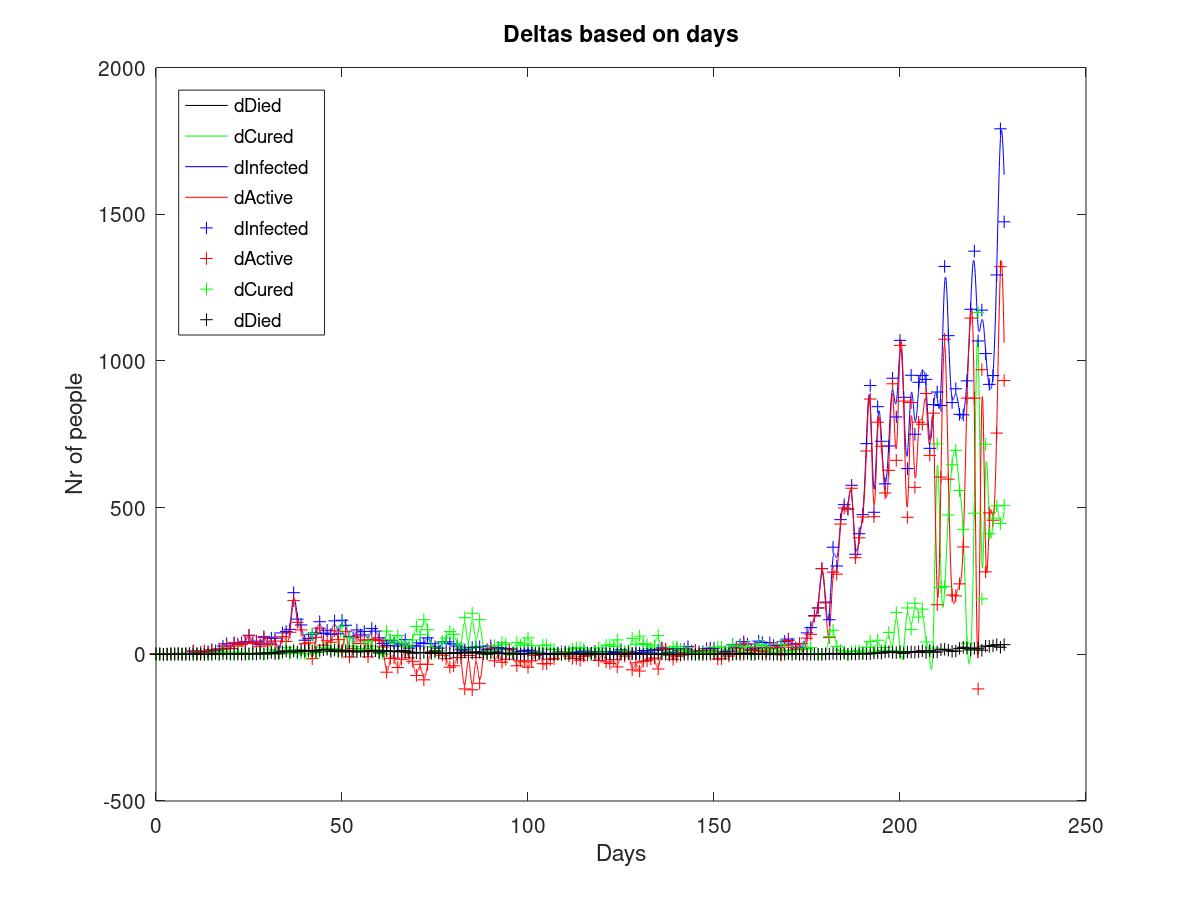 Deltas based on days
2000
1500
1000
500
0
-500
Nr of people
dDied
dCured
dInfected
dActive
dInfected
dActive
dCured
dDied
0 50 100 150 200 250
Days